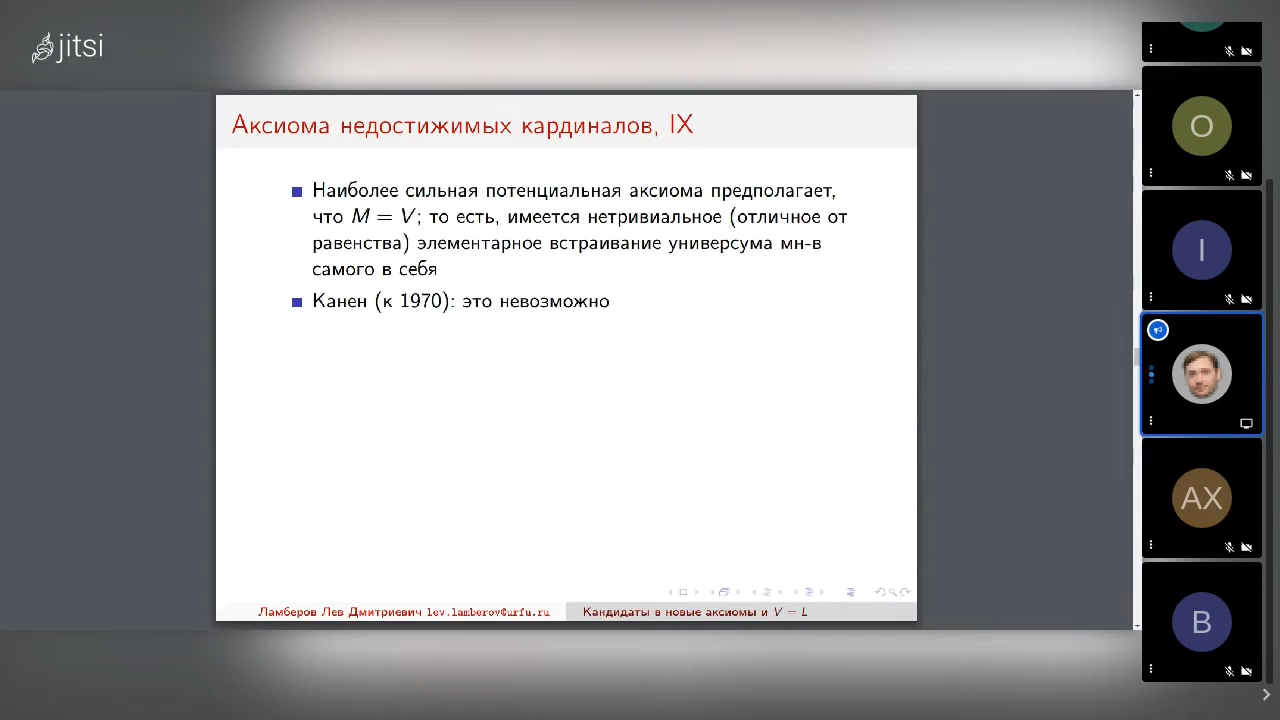 jitsi
Аксиома недостижимых кардиналов, IX
Наиболее сильная потенциальная аксиома предполагает,
что M = V; то есть, имеется нетривиальное (отличное от
равенства) элементарное встраивание универсума мн-в
самого в себя
Канен (к 1970): это невозможно
Ламберов Лев Дмитриевич lev.lamberov@urfu.ru
Кандидаты в новые аксиомы и V = L
O
I
AX
B